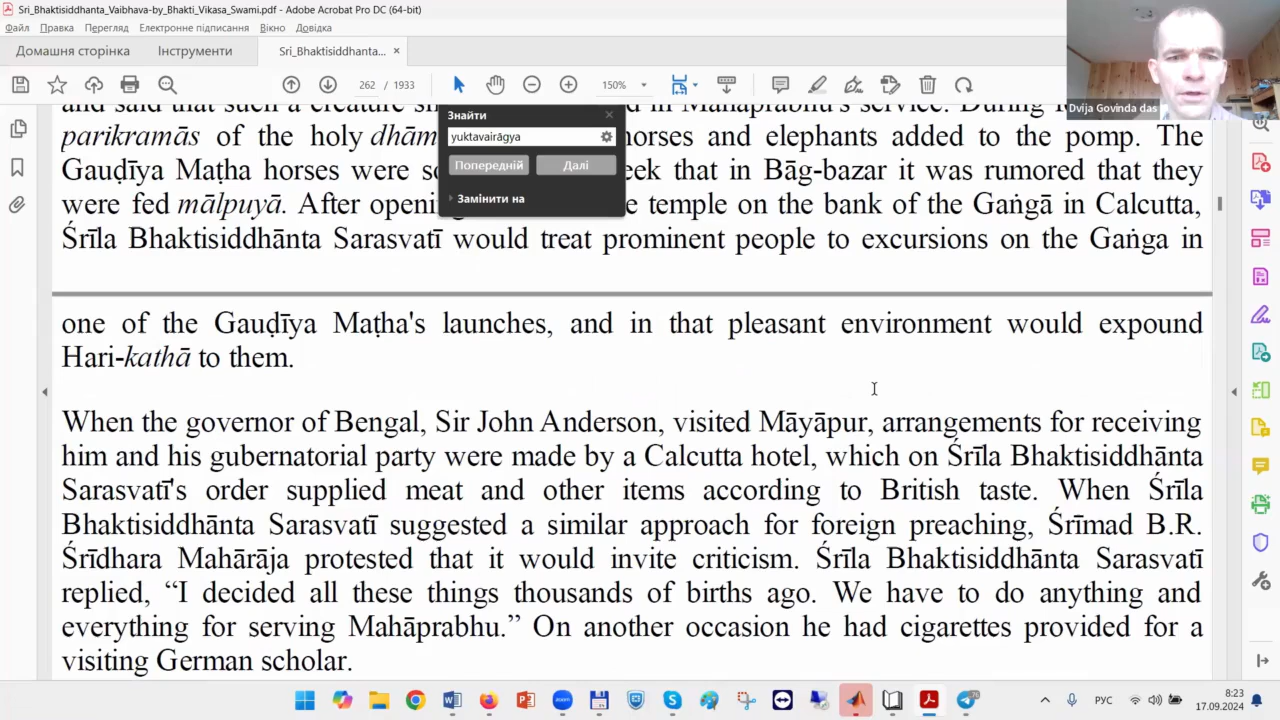 Sri_Bhaktisiddhanta_Vaibhava-by_Bhakti_Vikasa_Swami.pdf - Adobe Acrobat Pro DC (64-bit)
Файл Правка Перегляд Електронне підписання Вікно Довідка
Домашня сторінка Інструменти Sri_Bhaktisiddhanta... ×
262 / 1933 150%
Dvija Govinda das
Знайти
yuktavairāgya
Попередній Далі
Замінити на
and said that such a creature in Mahāprabhu's service. During
parikramās of the holy horses and elephants added to the pomp. The
Gauḍīya Maṭha horses were that in Bāg-bazar it was rumored that they
were fed mālpuyā. After temple on the bank of the Gaṅgā in Calcutta,
Śrīla Bhaktisiddhānta Sarasvatī would treat prominent people to excursions on the Gaṅga in
one of the Gauḍīya Maṭha's launches, and in that pleasant environment would expound
Hari-kathā to them.
When the governor of Bengal, Sir John Anderson, visited Māyāpur, arrangements for receiving
him and his gubernatorial party were made by a Calcutta hotel, which on Śrīla Bhaktisiddhānta
Sarasvatī's order supplied meat and other items according to British taste. When Śrīla
Bhaktisiddhānta Sarasvatī suggested a similar approach for foreign preaching, Śrīmad B.R.
Śrīdhara Mahārāja protested that it would invite criticism. Śrīla Bhaktisiddhānta Sarasvatī
replied, “I decided all these things thousands of births ago. We have to do anything and
everything for serving Mahāprabhu.” On another occasion he had cigarettes provided for a
visiting German scholar.
РУС
8:23
17.09.2024